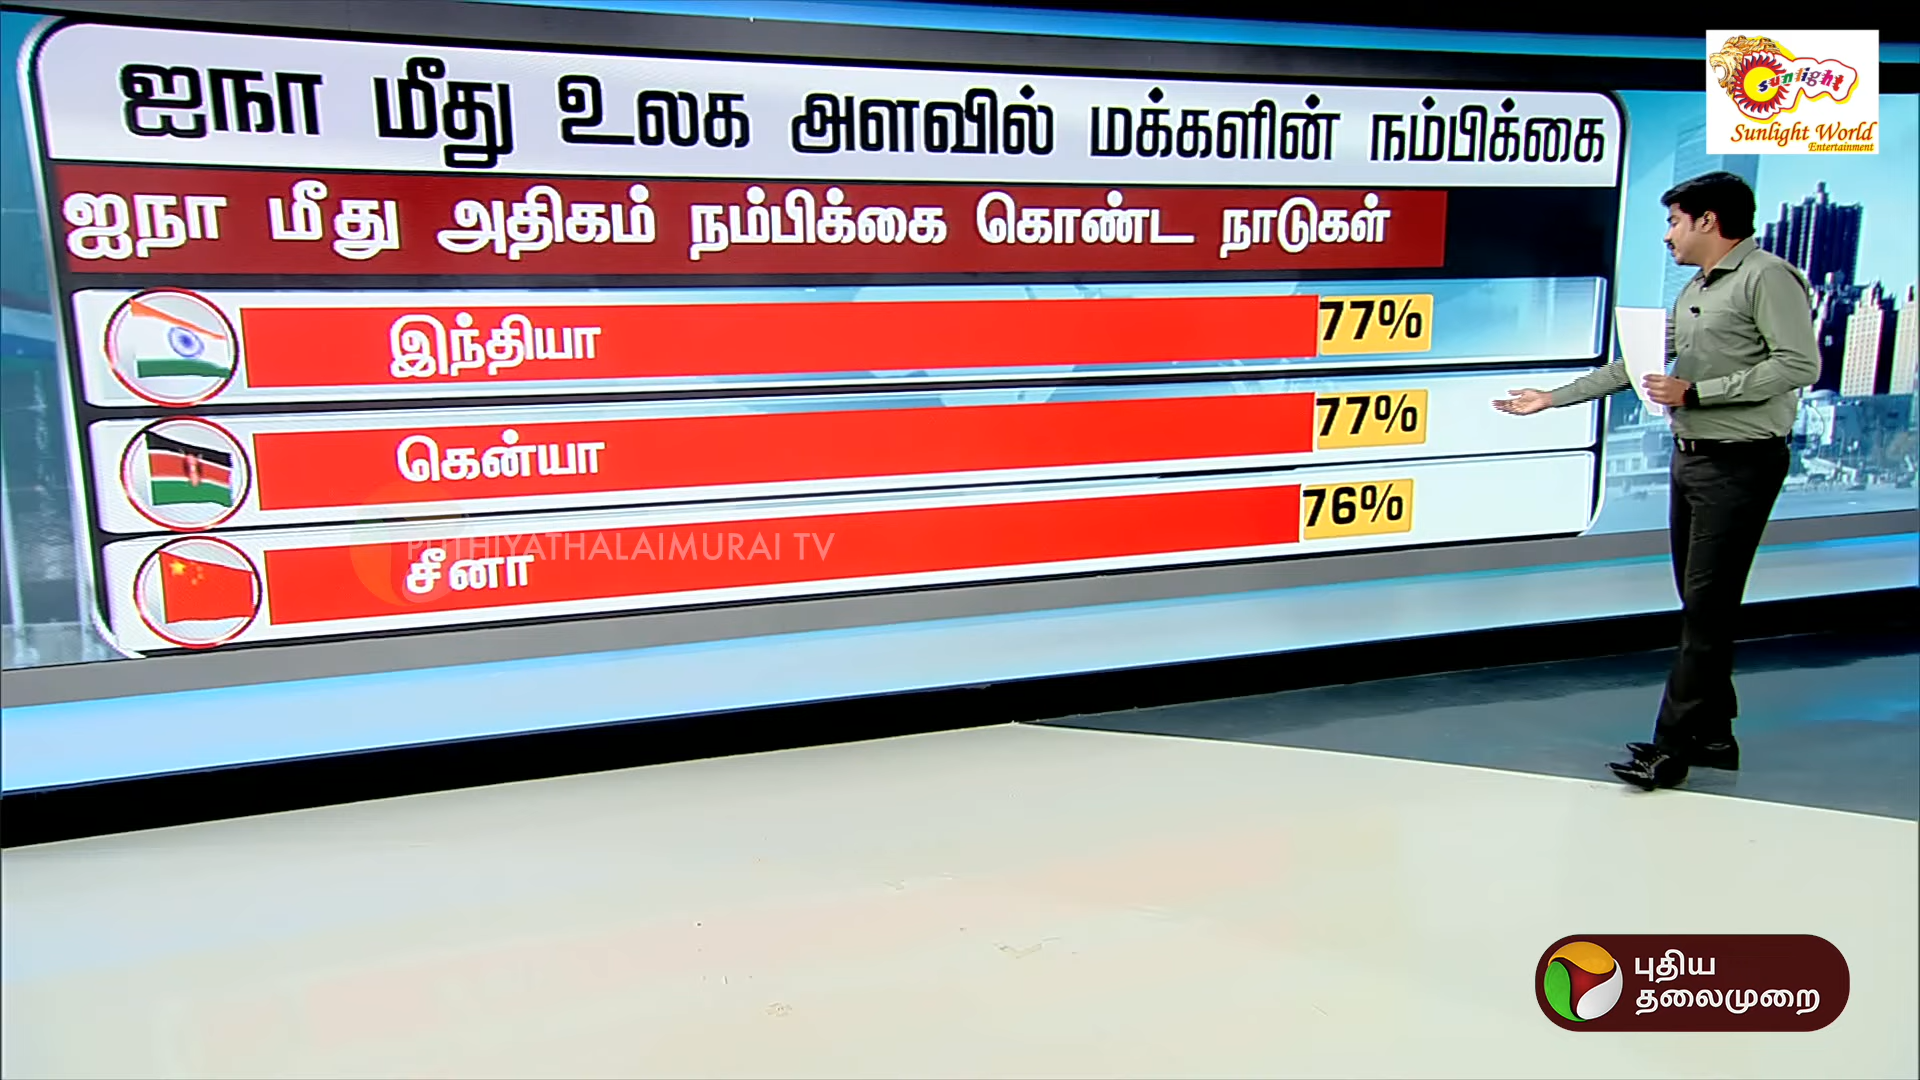 ஐநா மீது உலக அளவில் மக்களின் நம்பிக்கை
sunlight
Sunlight World
Entertainment
ஐநா மீது அதிகம் நம்பிக்கை கொண்ட நாடுகள்
இந்தியா 77%
கென்யா 77%
சீனா 76%
PUTHIYATHALAIMURAI TV
புதிய
தலைமுறை